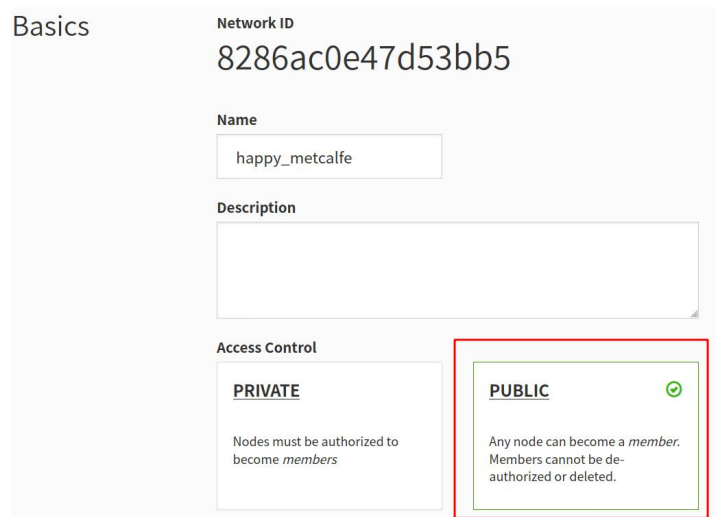 Basics
Network ID
8286ac0e47d53bb5
Name
happy_metcalfe
Description
Access Control
PRIVATE
Nodes must be authorized to
become members
PUBLIC
Any node can become a member.
Members cannot be de-
authorized or deleted.